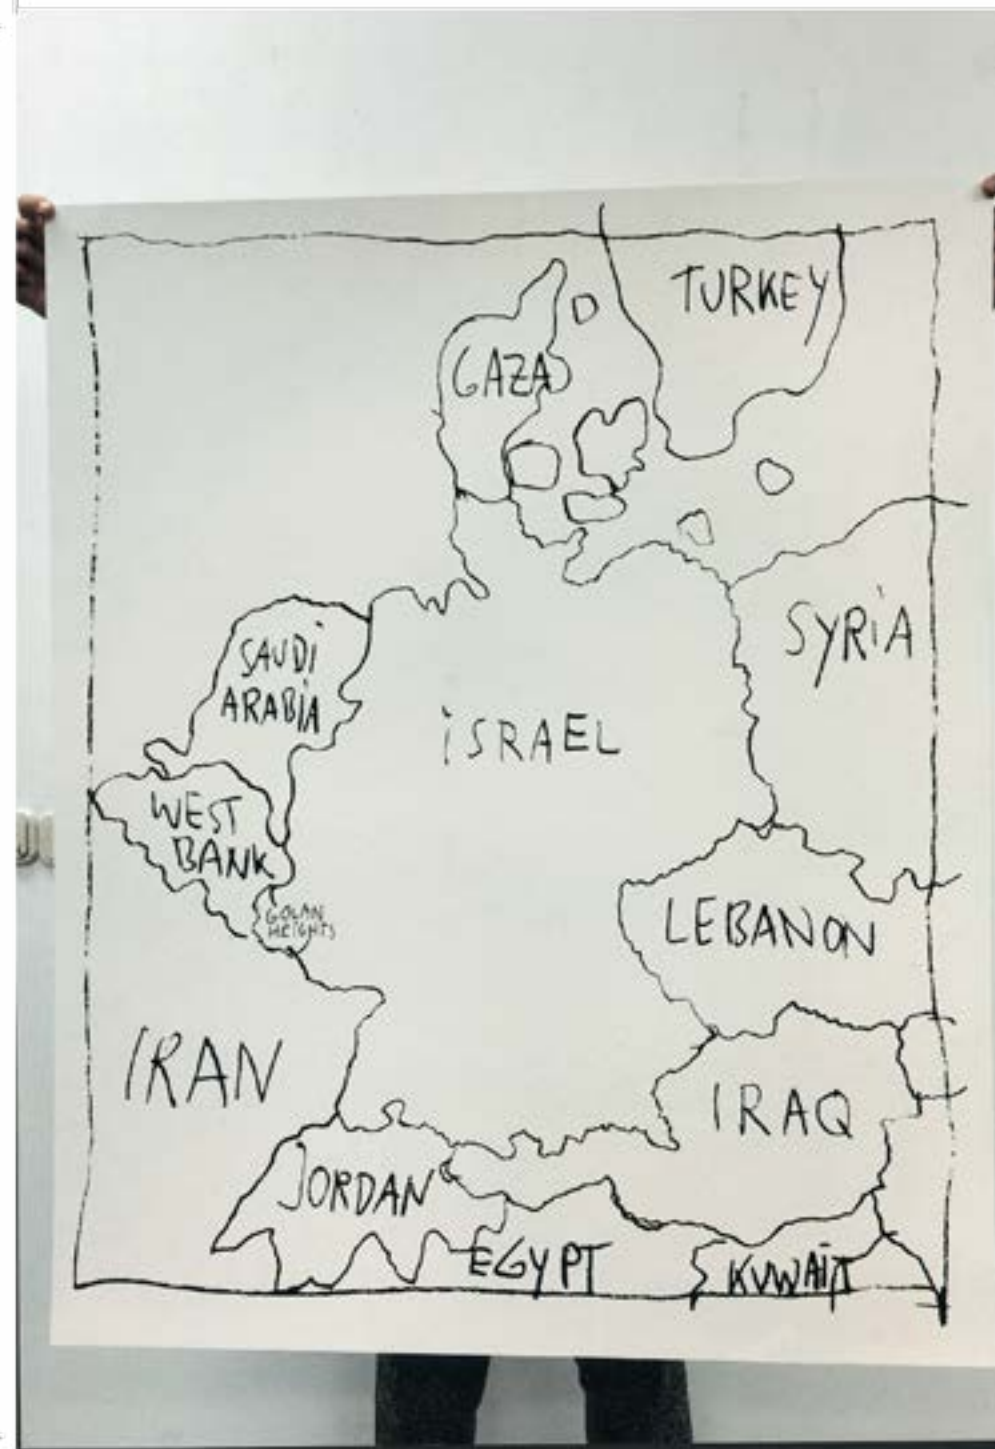 TURKEY
GAZA
SYRiA
SAUDi
ARABiA
iSRAEL
WEST
BANK
GOLAN
HEIGHTS
LEBANON
IRAN
IRAQ
JORDAN
EGYPT
KUWAiT